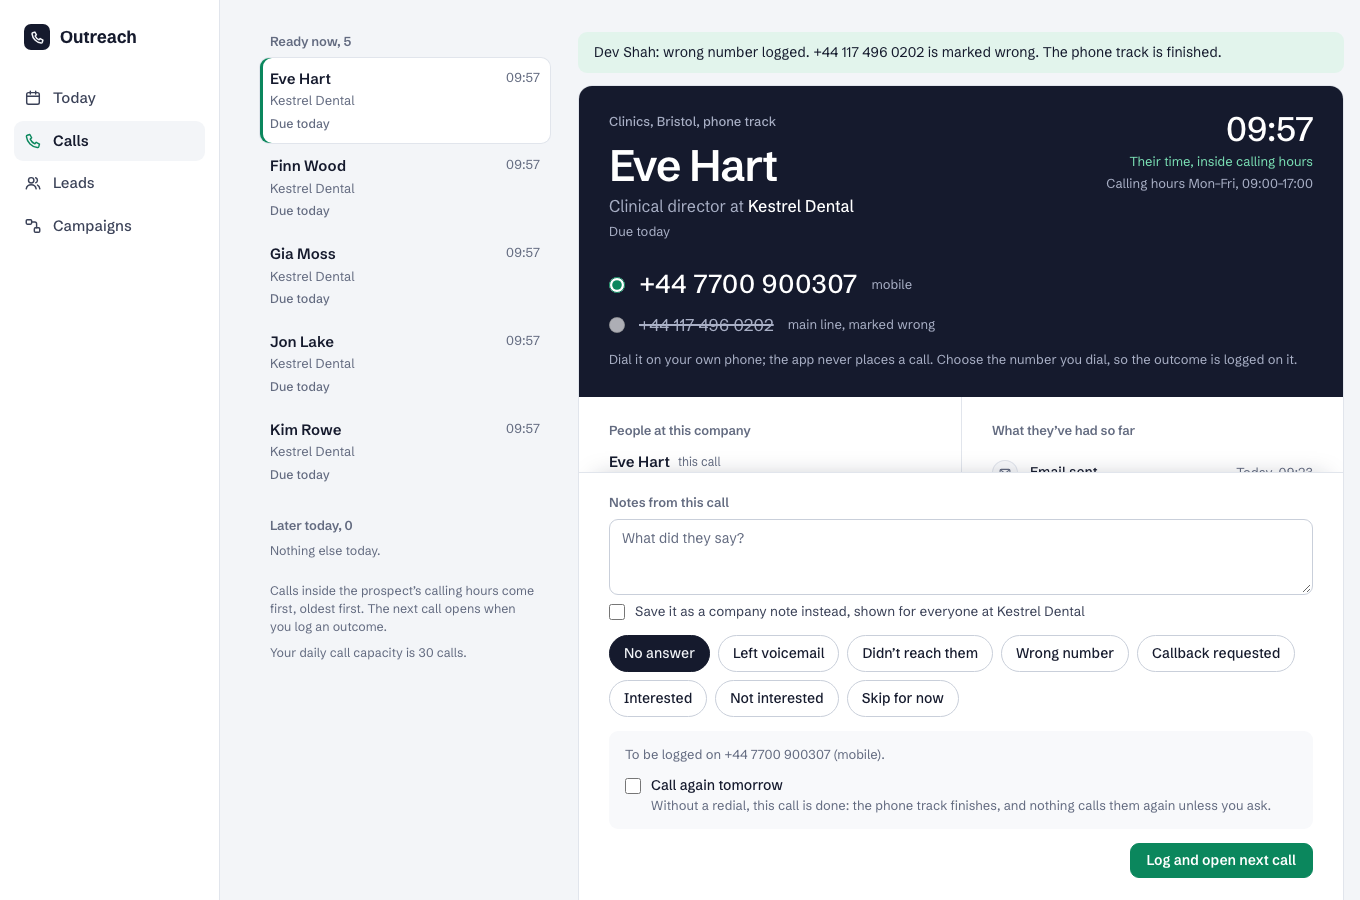 Outreach
Today
Calls
Leads
Campaigns
Ready now, 5
Eve Hart 09:57
Kestrel Dental
Due today
Finn Wood 09:57
Kestrel Dental
Due today
Gia Moss 09:57
Kestrel Dental
Due today
Jon Lake 09:57
Kestrel Dental
Due today
Kim Rowe 09:57
Kestrel Dental
Due today
Later today, 0
Nothing else today.
Calls inside the prospect’s calling hours come
first, oldest first. The next call opens when
you log an outcome.
Your daily call capacity is 30 calls.
Dev Shah: wrong number logged. +44 117 496 0202 is marked wrong. The phone track is finished.
Clinics, Bristol, phone track
Eve Hart
Clinical director at Kestrel Dental
Due today
09:57
Their time, inside calling hours
Calling hours Mon–Fri, 09:00–17:00
+44 7700 900307 mobile
+44 117 496 0202 main line, marked wrong
Dial it on your own phone; the app never places a call. Choose the number you dial, so the outcome is logged on it.
People at this company
Eve Hart this call
What they’ve had so far
Email sent Today, 09:23
Notes from this call
What did they say?
Save it as a company note instead, shown for everyone at Kestrel Dental
No answer Left voicemail Didn’t reach them Wrong number Callback requested
Interested Not interested Skip for now
To be logged on +44 7700 900307 (mobile).
Call again tomorrow
Without a redial, this call is done: the phone track finishes, and nothing calls them again unless you ask.
Log and open next call